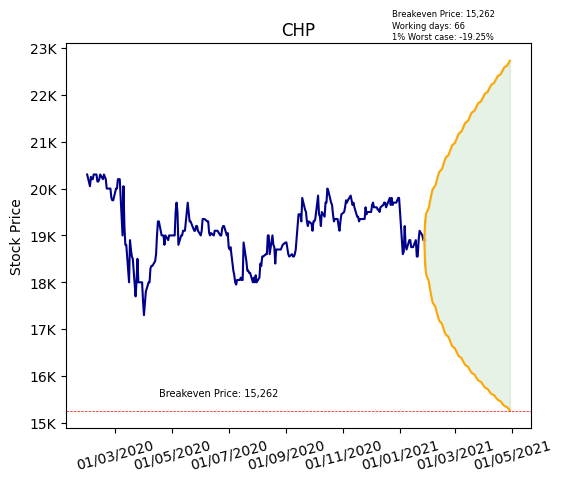 Breakeven Price: 15,262
Working days: 66
1% Worst case: -19.25%
CHP
23K
22K
21K
20K
19K
18K
17K
16K
15K
Stock Price
Breakeven Price: 15,262
01/03/2020
01/05/2020
01/07/2020
01/09/2020
01/11/2020
01/01/2021
01/03/2021
01/05/2021